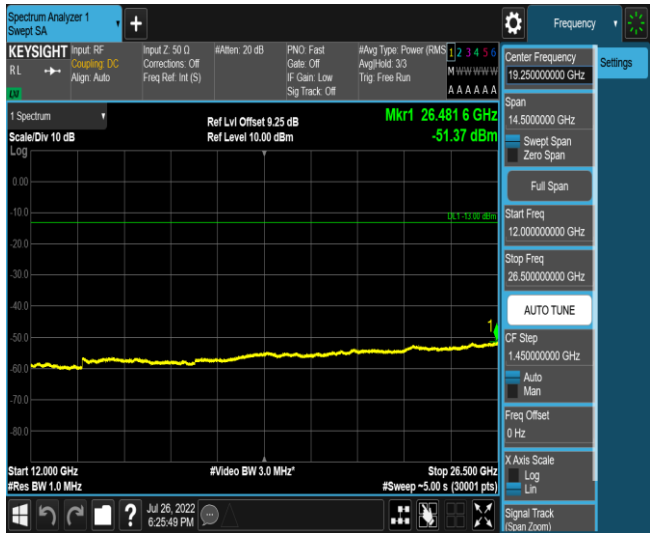 Spectrum Analyzer 1
Swept SA
Frequency
KEYSIGHT
RL
LNI
Input: RF
Coupling: DC
Align: Auto
Input Z: 50 Ω
Corrections: Off
Freq Ref: Int (S)
#Atten: 20 dB
PNO: Fast
Gate: Off
IF Gain: Low
Sig Track: Off
#Avg Type: Power (RMS
Avg|Hold: 3/3
Trig: Free Run
1 2 3 4 5 6
M W W W W W
A A A A A A
1 Spectrum
Scale/Div 10 dB
Ref Lvl Offset 9.25 dB
Ref Level 10.00 dBm
Mkr1 26.481 6 GHz
-51.37 dBm
Log
0.00
-10.0
-20.0
-30.0
-40.0
-50.0
-60.0
-70.0
-80.0
DL1 -13.00 dBm
1
Start 12.000 GHz
#Res BW 1.0 MHz
#Video BW 3.0 MHz*
Stop 26.500 GHz
#Sweep ~5.00 s (30001 pts)
Jul 26, 2022
6:25:49 PM
Center Frequency
19.250000000 GHz
Settings
Span
14.5000000 GHz
Swept Span
Zero Span
Full Span
Start Freq
12.000000000 GHz
Stop Freq
26.500000000 GHz
AUTO TUNE
CF Step
1.450000000 GHz
Auto
Man
Freq Offset
0 Hz
X Axis Scale
Log
Lin
Signal Track
(Span Zoom)